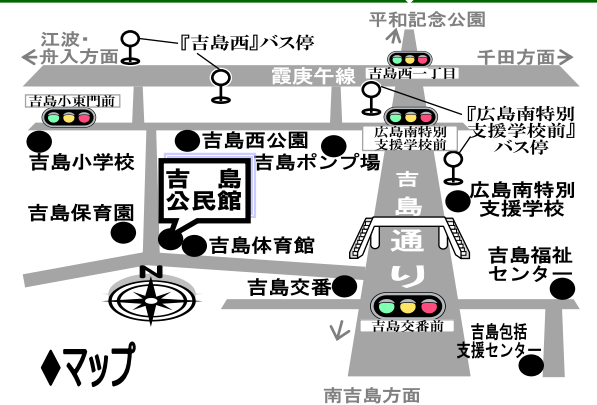 平和記念公園
江波・
舟入方面
『吉島西』バス停
千田方面
霞庚午線
吉島西一丁目
吉島小東門前
『広島南特別
支援学校前』
バス停
広島南特別
支援学校前
吉島小学校
吉島西公園
吉島ポンプ場
吉島
公民館
吉島通り
広島南特別
支援学校
吉島保育園
吉島体育館
吉島福祉
センター
N
吉島交番
吉島交番前
吉島包括
支援センター
♦マップ
南吉島方面